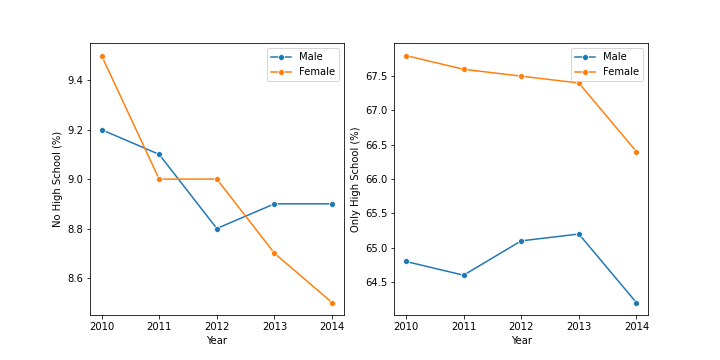 Male
Female
9.4
9.2
9.0
8.8
8.6
No High School (%)
2010 2011 2012 2013 2014
Year
Male
Female
67.5
67.0
66.5
66.0
65.5
65.0
64.5
Only High School (%)
2010 2011 2012 2013 2014
Year